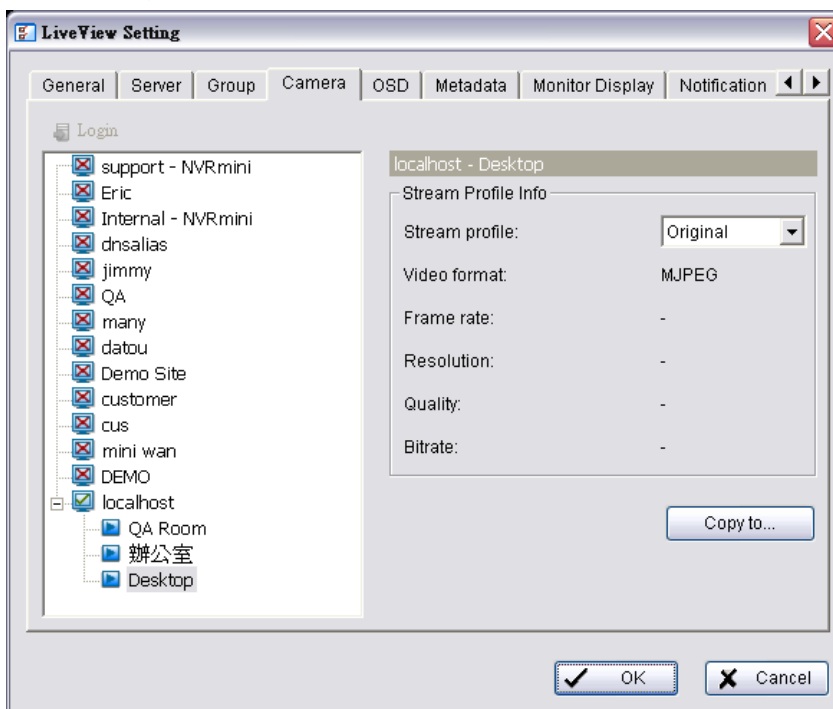 LiveView Setting
General Server Group Camera OSD Metadata Monitor Display Notification
Login
support - NVRmini
Eric
Internal - NVRmini
dnsalias
jimmy
QA
many
datou
Demo Site
customer
cus
mini wan
DEMO
localhost
QA Room
辦公室
Desktop
localhost - Desktop
Stream Profile Info
Stream profile: Original
Video format: MJPEG
Frame rate: -
Resolution: -
Quality: -
Bitrate: -
Copy to...
OK Cancel